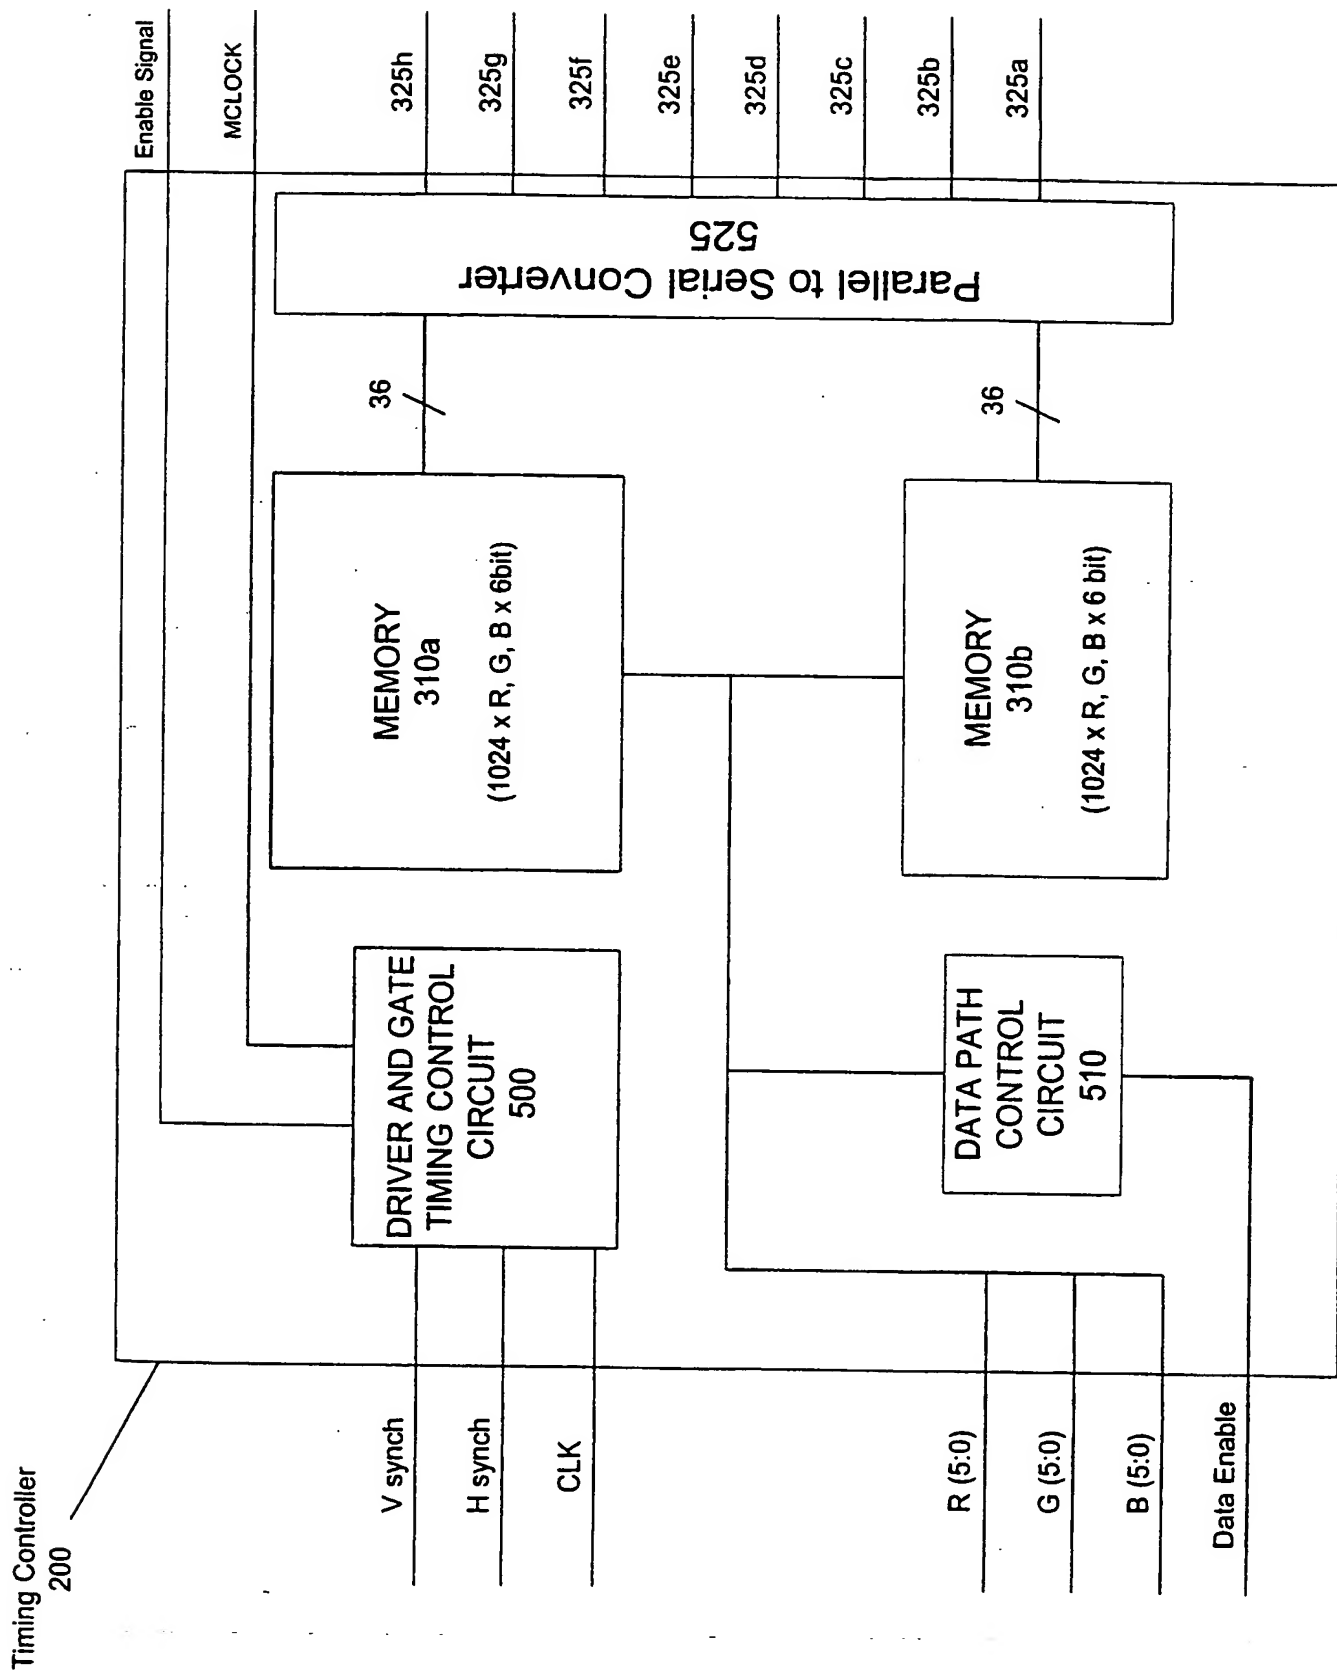 Timing Controller
200
V synch
H synch
CLK
R (5:0)
G (5:0)
B (5:0)
Data Enable
DRIVER AND GATE
TIMING CONTROL
CIRCUIT
500
DATA PATH
CONTROL
CIRCUIT
510
MEMORY
310a
(1024 x R, G, B x 6bit)
MEMORY
310b
(1024 x R, G, B x 6 bit)
36
36
Parallel to Serial Converter
525
Enable Signal
MCLOCK
325h
325g
325f
325e
325d
325c
325b
325a